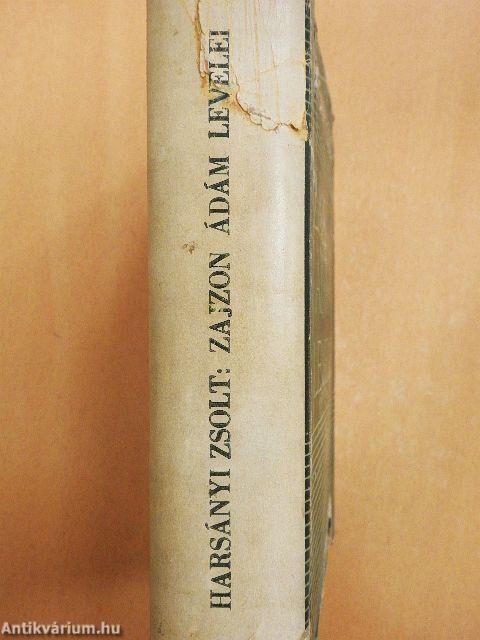 HARSÁNYI ZSOLT: ZAJZON ÁDÁM LEVELEI
Antikvárium.hu